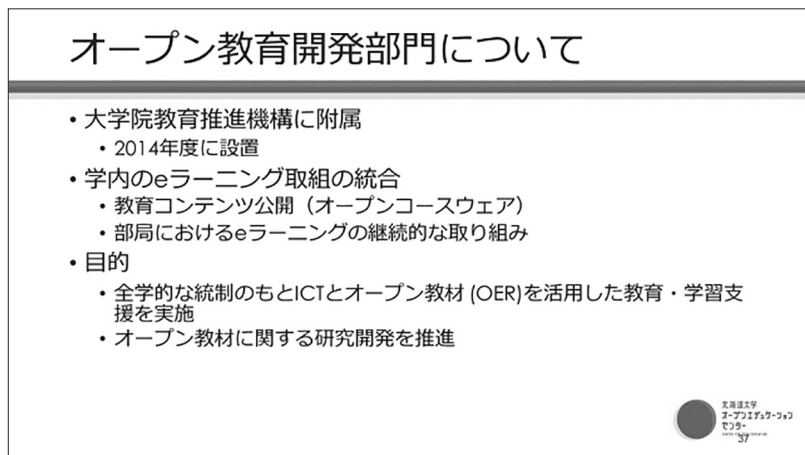 オープン教育開発部門について
• 大学院教育推進機構に附属
• 2014年度に設置
• 学内のeラーニング取組の統合
• 教育コンテンツ公開（オープンコースウェア）
• 部局におけるeラーニングの継続的な取り組み
• 目的
• 全学的な統制のもとICTとオープン教材 (OER)を活用した教育・学習支
援を実施
• オープン教材に関する研究開発を推進
北海道大学
オープンエデュケーション
センター
37